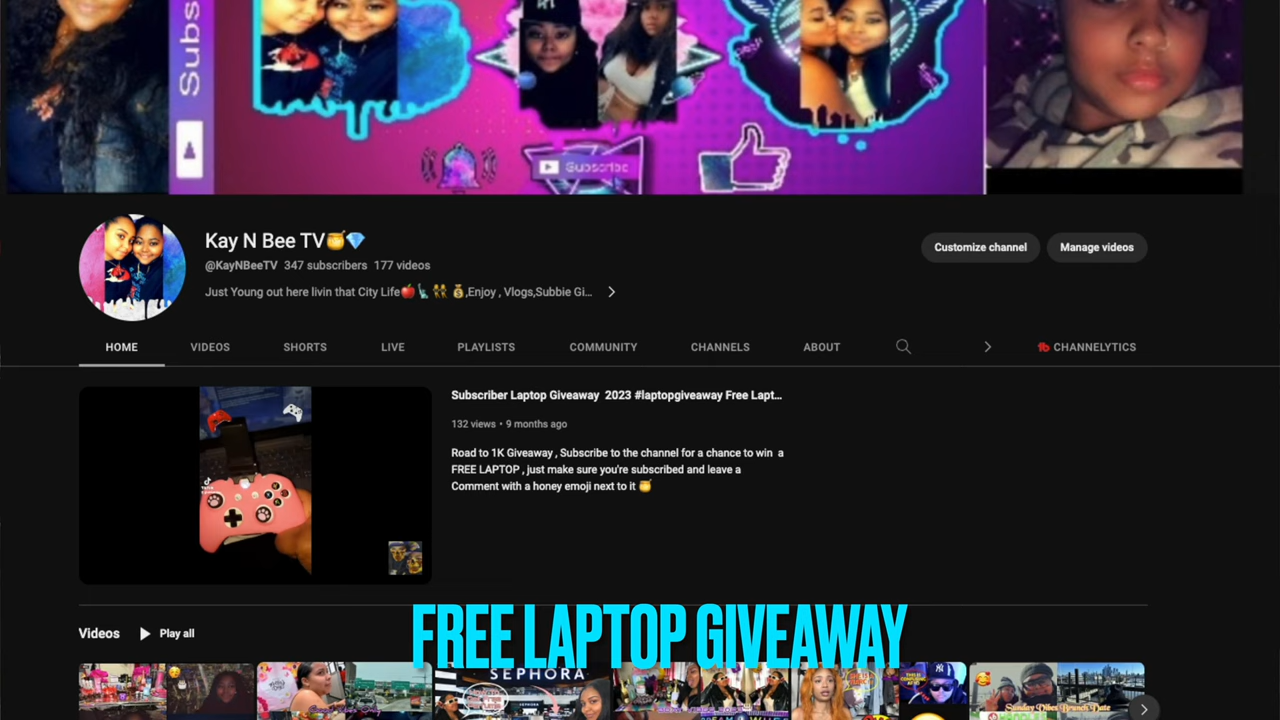 Subs
Subscribe
Kay N Bee TV🍯💎
@KayNBeeTV 347 subscribers 177 videos
Customize channel
Manage videos
Just Young out here livin that City Life🍎🗽👯💰,Enjoy , Vlogs,Subbie Gi...
HOME
VIDEOS
SHORTS
LIVE
PLAYLISTS
COMMUNITY
CHANNELS
ABOUT
CHANNELYTICS
Subscriber Laptop Giveaway 2023 #laptopgiveaway Free Lapt...
132 views • 9 months ago
Road to 1K Giveaway , Subscribe to the channel for a chance to win a
FREE LAPTOP , just make sure you're subscribed and leave a
Comment with a honey emoji next to it 🍯
FREE LAPTOP GIVEAWAY
Videos
Play all
SEPHORA
Sunday Vibes Brunch Date